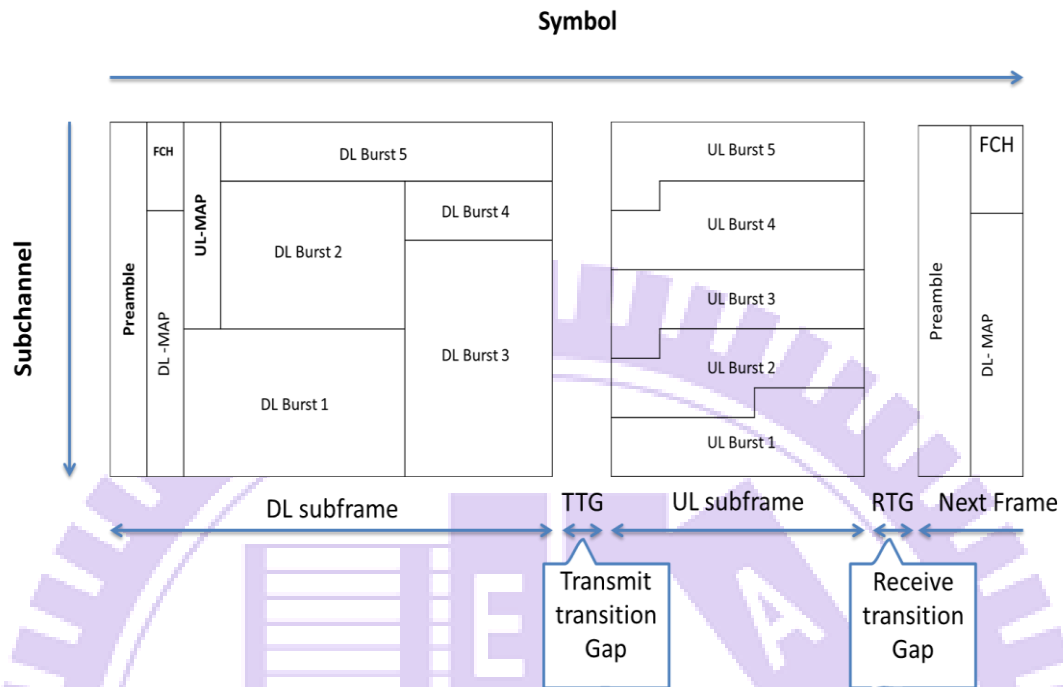 Symbol
Subchannel
Preamble
FCH
DL -MAP
UL-MAP
DL Burst 5
DL Burst 2
DL Burst 4
DL Burst 3
DL Burst 1
UL Burst 5
UL Burst 4
UL Burst 3
UL Burst 2
UL Burst 1
Preamble
FCH
DL- MAP
DL subframe
TTG
UL subframe
RTG
Next Frame
Transmit
transition
Gap
Receive
transition
Gap
E
A